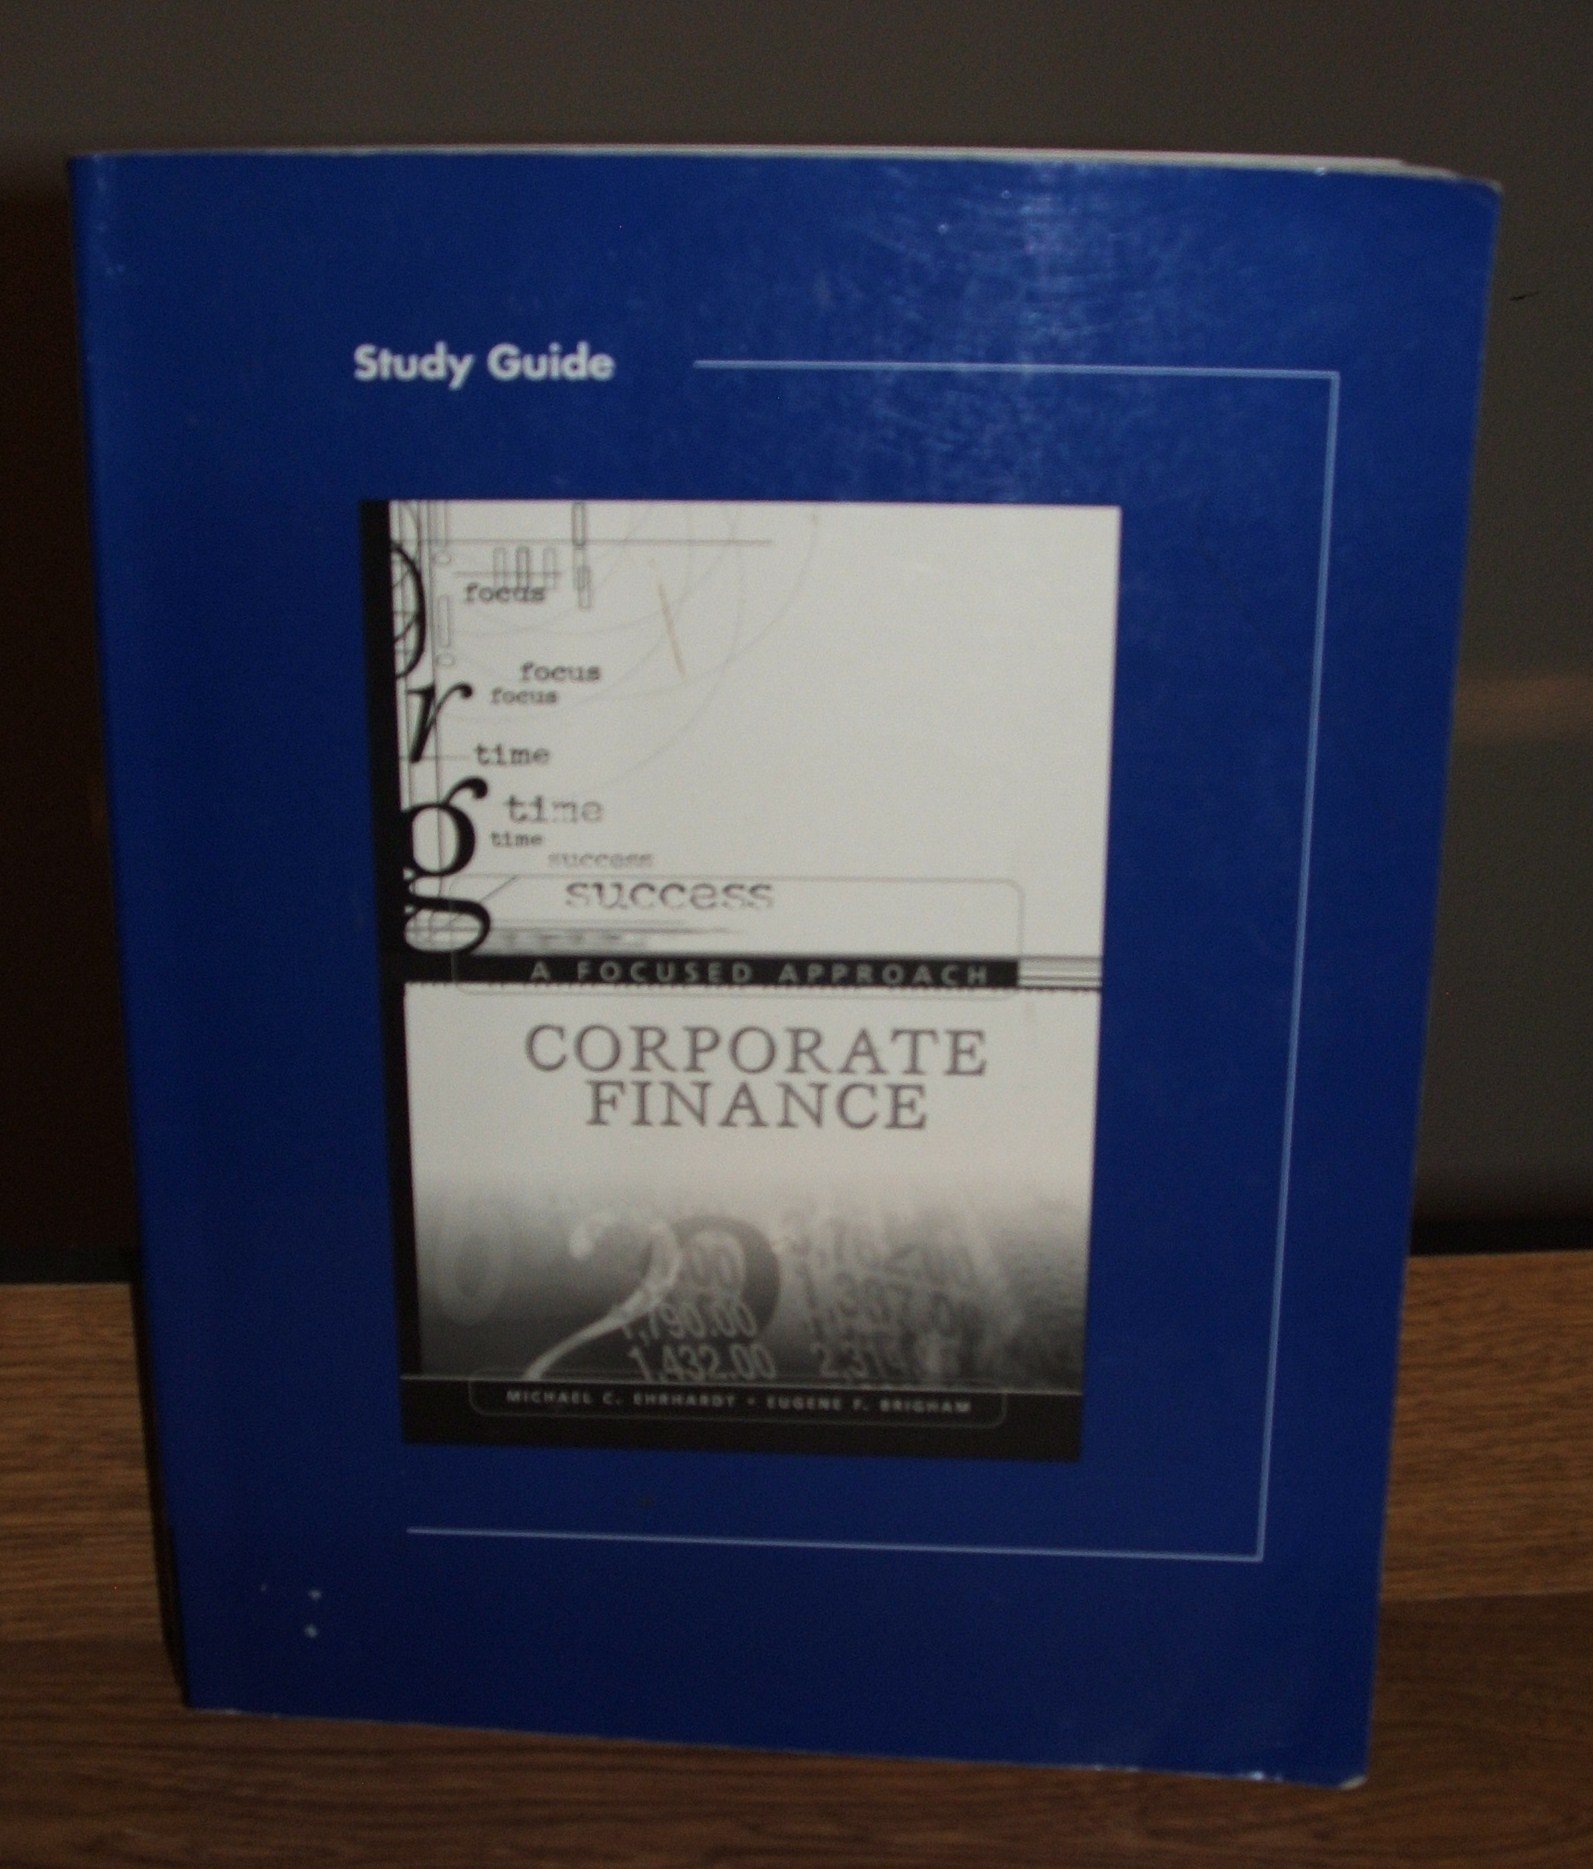 Study Guide
focus
focus
focus
r
time
g
time
time
success
success
A FOCUSED APPROACH
CORPORATE
FINANCE
2
1,790.00
1,432.00
MICHAEL C. EHRHARDT • EUGENE F. BRIGHAM